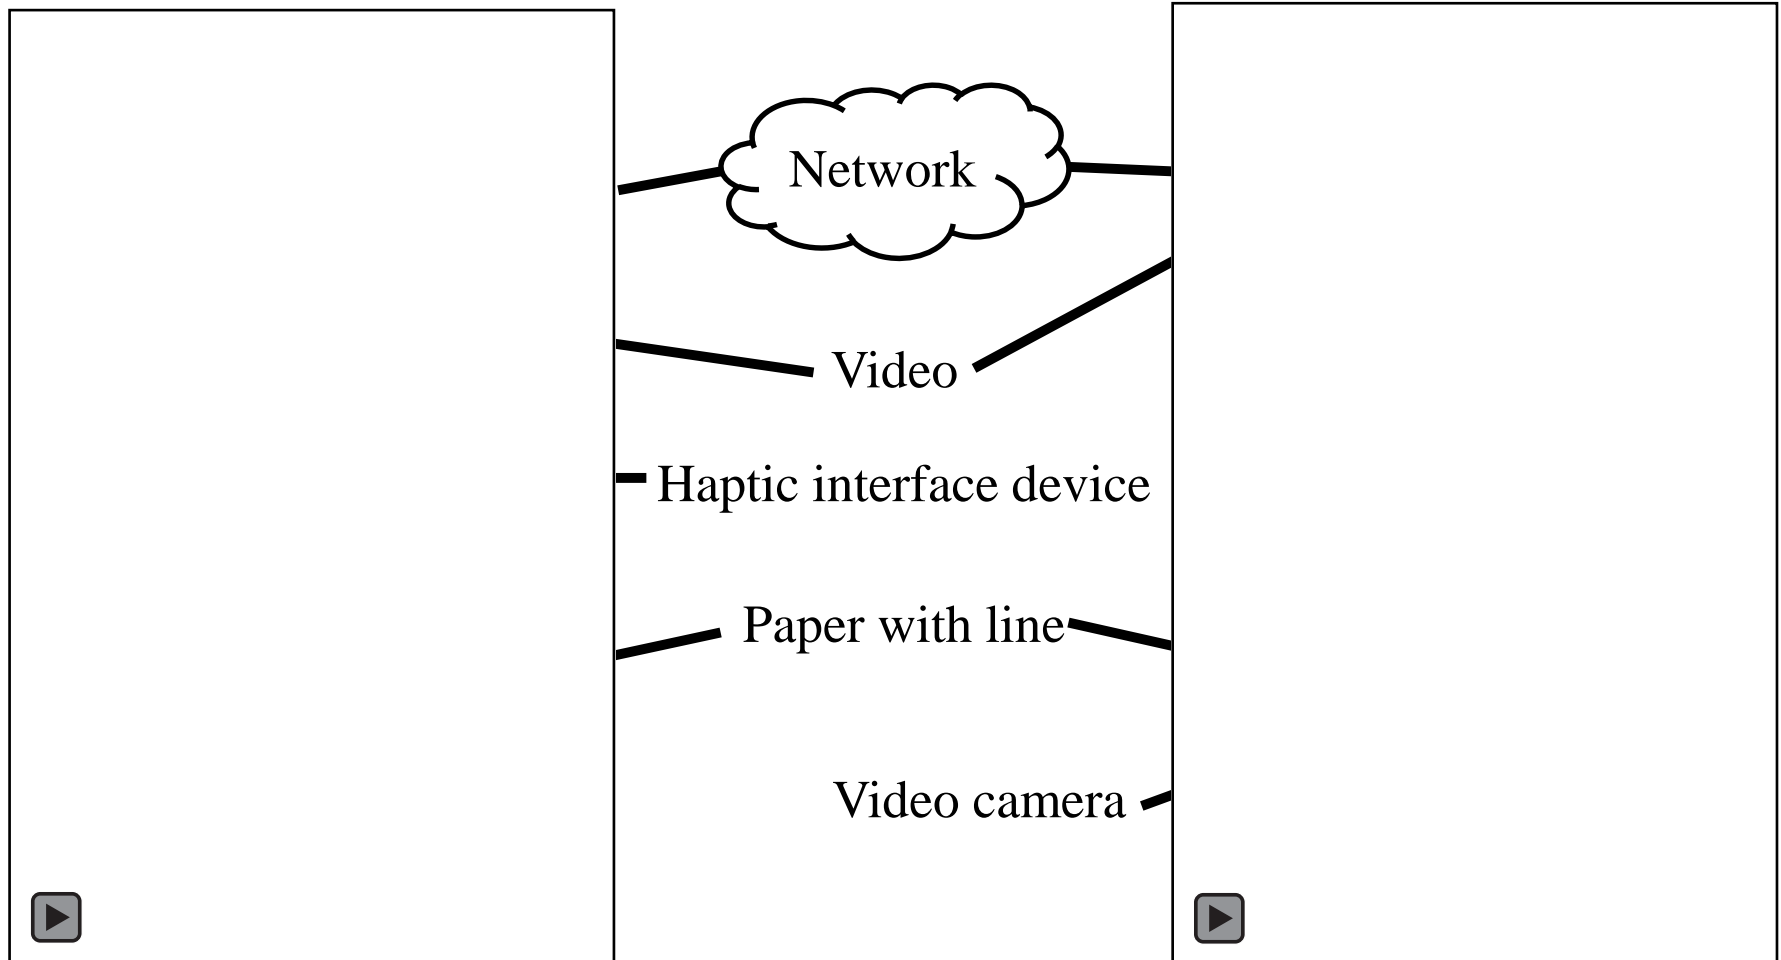 Network
Video
Haptic interface device
Paper with line
Video camera